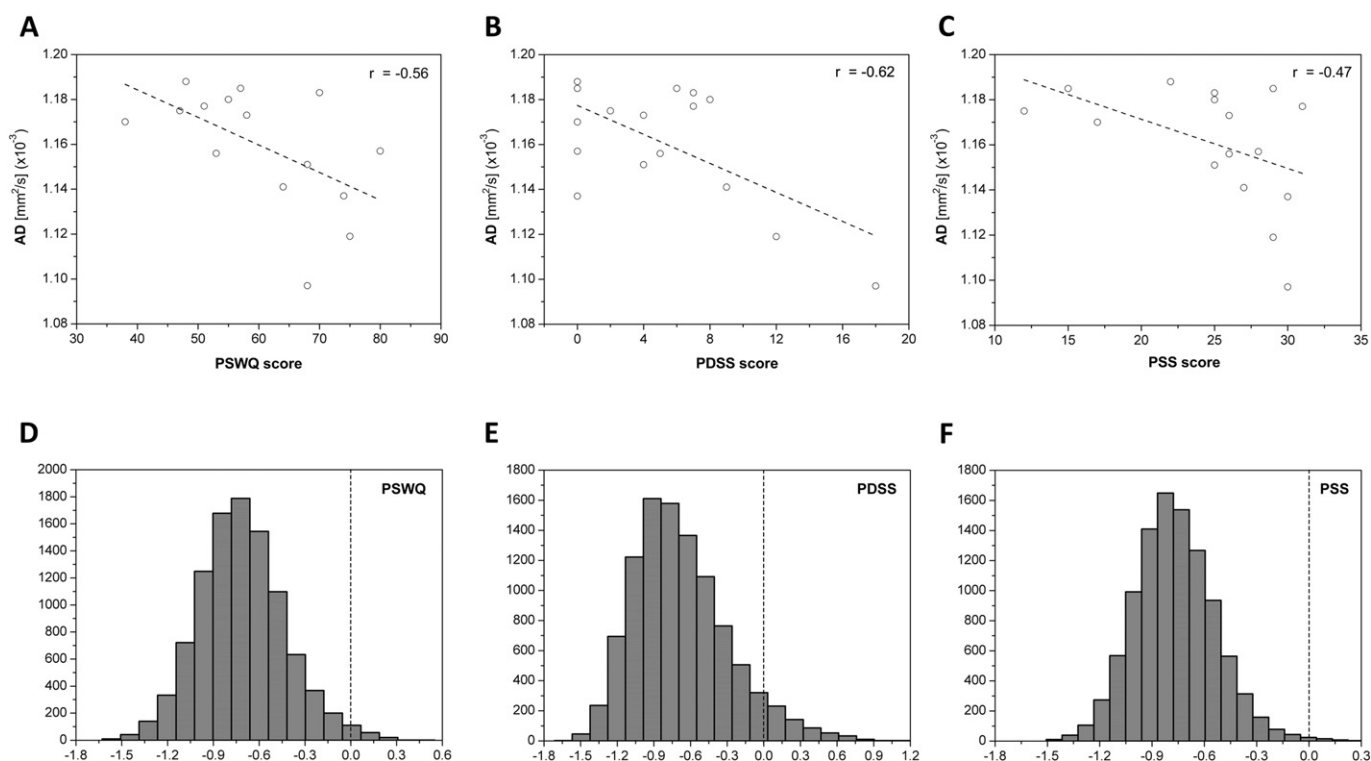 A
r = -0.56
AD [mm²/s] (x10⁻³)
1.20
1.18
1.16
1.14
1.12
1.10
1.08
30 40 50 60 70 80 90
PSWQ score
B
r = -0.62
AD [mm²/s] (x10⁻³)
1.20
1.18
1.16
1.14
1.12
1.10
1.08
0 4 8 12 16 20
PDSS score
C
r = -0.47
AD [mm²/s] (x10⁻³)
1.20
1.18
1.16
1.14
1.12
1.10
1.08
10 15 20 25 30 35
PSS score
D
PSWQ
2000
1800
1600
1400
1200
1000
800
600
400
200
0
-1.8 -1.5 -1.2 -0.9 -0.6 -0.3 0.0 0.3 0.6
E
PDSS
1800
1600
1400
1200
1000
800
600
400
200
0
-1.8 -1.5 -1.2 -0.9 -0.6 -0.3 0.0 0.3 0.6 0.9 1.2
F
PSS
1800
1600
1400
1200
1000
800
600
400
200
0
-1.8 -1.5 -1.2 -0.9 -0.6 -0.3 0.0 0.3